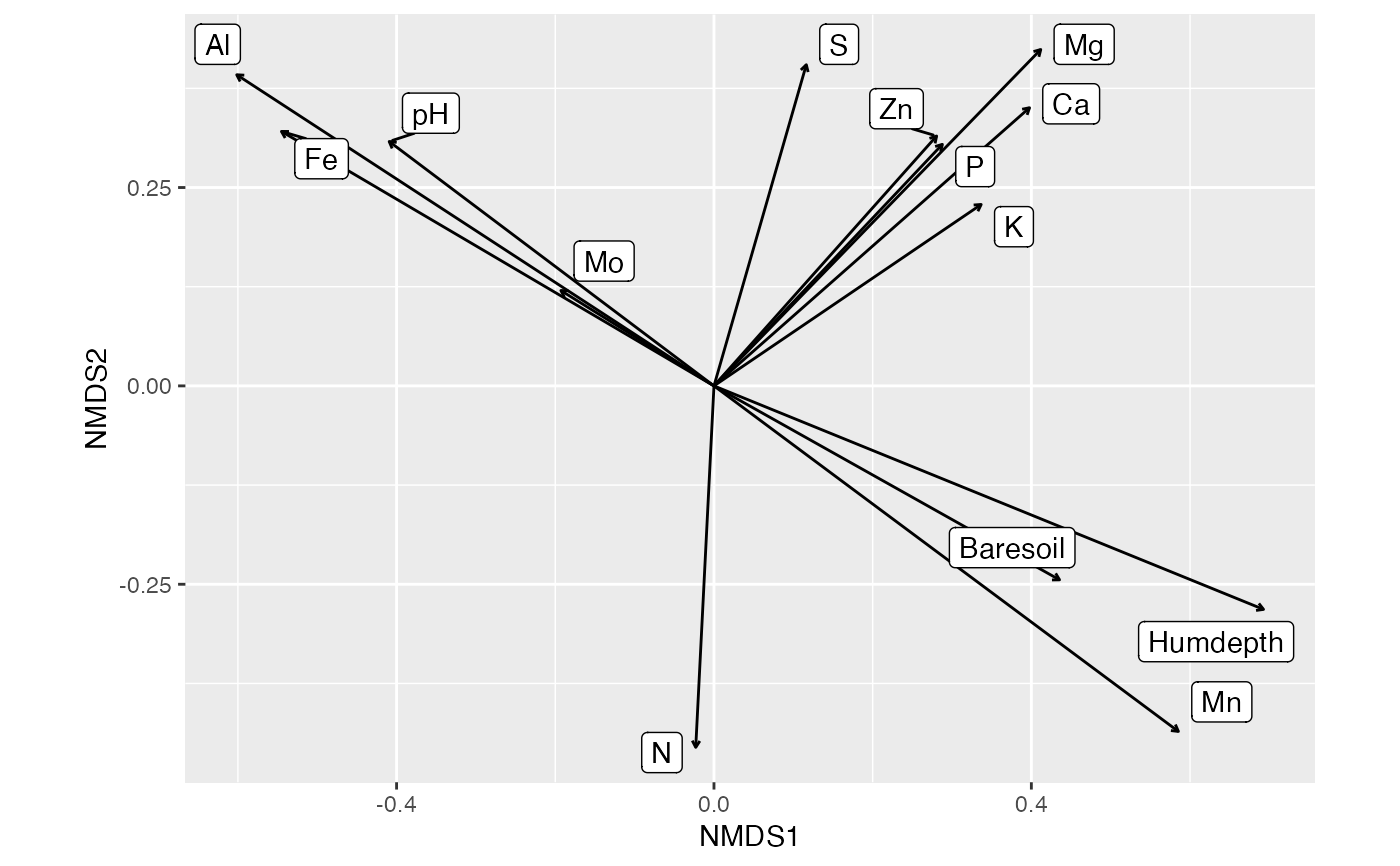 Al
S
Mg
Zn
Ca
pH
Fe
P
K
Mo
Baresoil
Humdepth
Mn
N
0.25
0.00
-0.25
NMDS2
-0.4
0.0
0.4
NMDS1